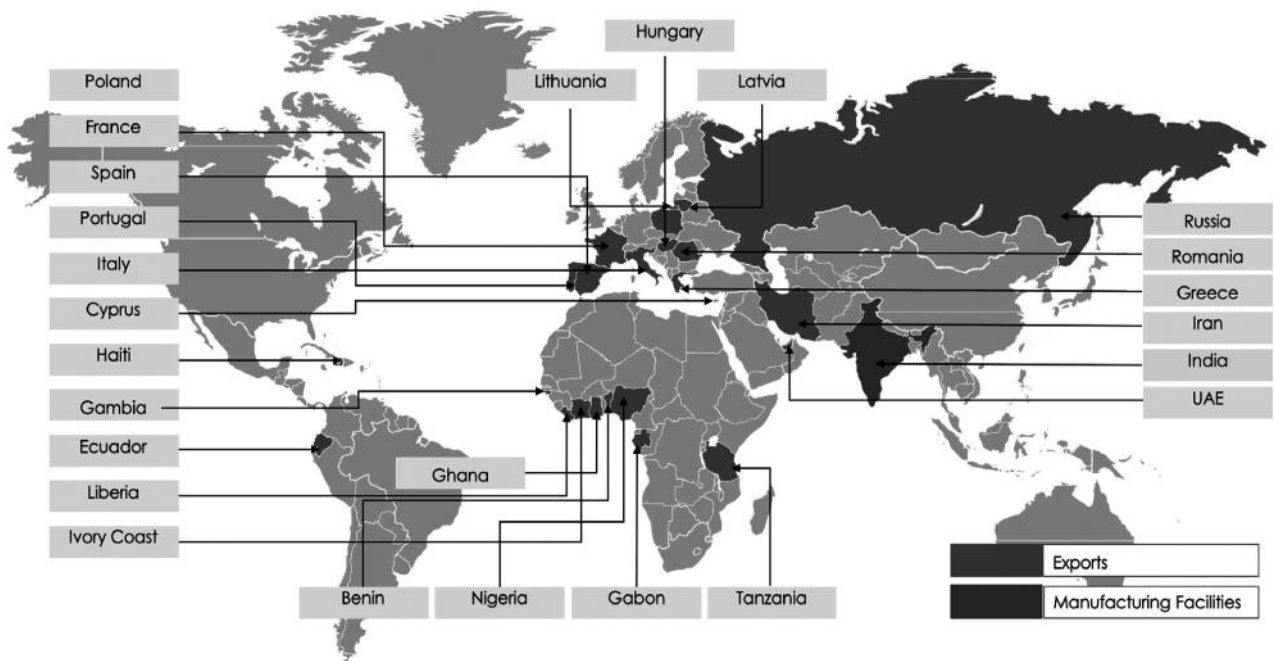 Hungary
Poland
Lithuania
Latvia
France
Spain
Portugal
Russia
Italy
Romania
Cyprus
Greece
Haiti
Iran
India
Gambia
UAE
Ecuador
Ghana
Liberia
Ivory Coast
Exports
Benin
Nigeria
Gabon
Tanzania
Manufacturing Facilities